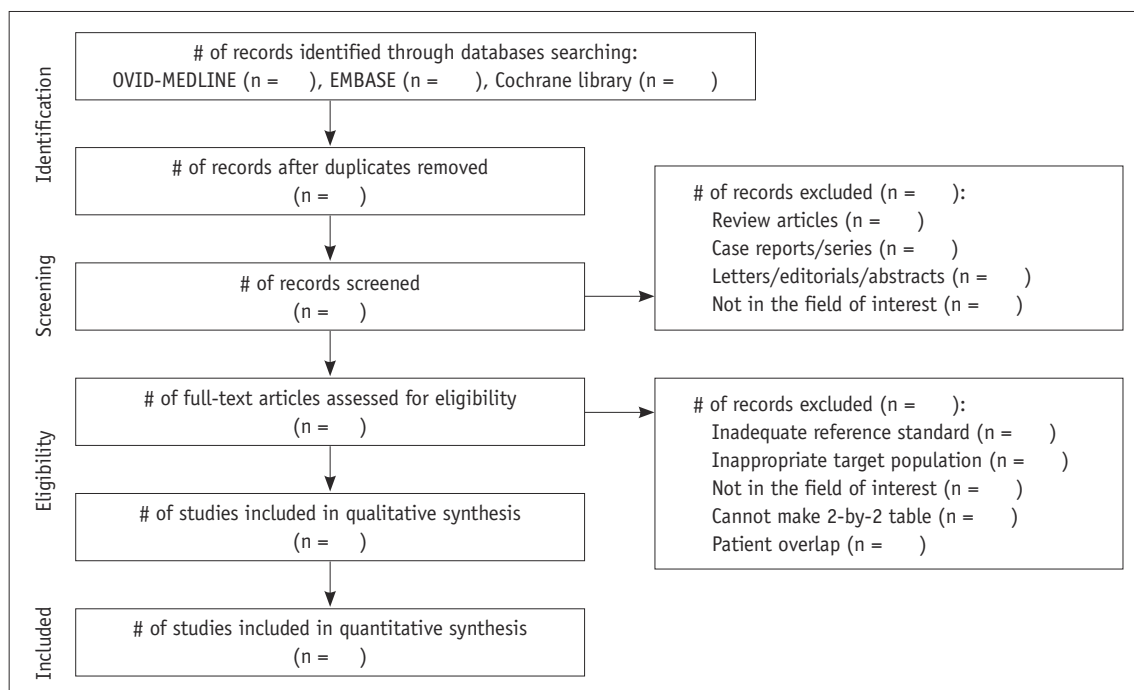 # of records identified through databases searching:
OVID-MEDLINE (n =    ), EMBASE (n =    ), Cochrane library (n =    )
Identification
# of records after duplicates removed
(n =    )
# of records excluded (n =    ):
Review articles (n =    )
Case reports/series (n =    )
Letters/editorials/abstracts (n =    )
Not in the field of interest (n =    )
Screening
# of records screened
(n =    )
# of full-text articles assessed for eligibility
(n =    )
# of records excluded (n =    ):
Inadequate reference standard (n =    )
Inappropriate target population (n =    )
Not in the field of interest (n =    )
Cannot make 2-by-2 table (n =    )
Patient overlap (n =    )
Eligibility
# of studies included in qualitative synthesis
(n =    )
Included
# of studies included in quantitative synthesis
(n =    )